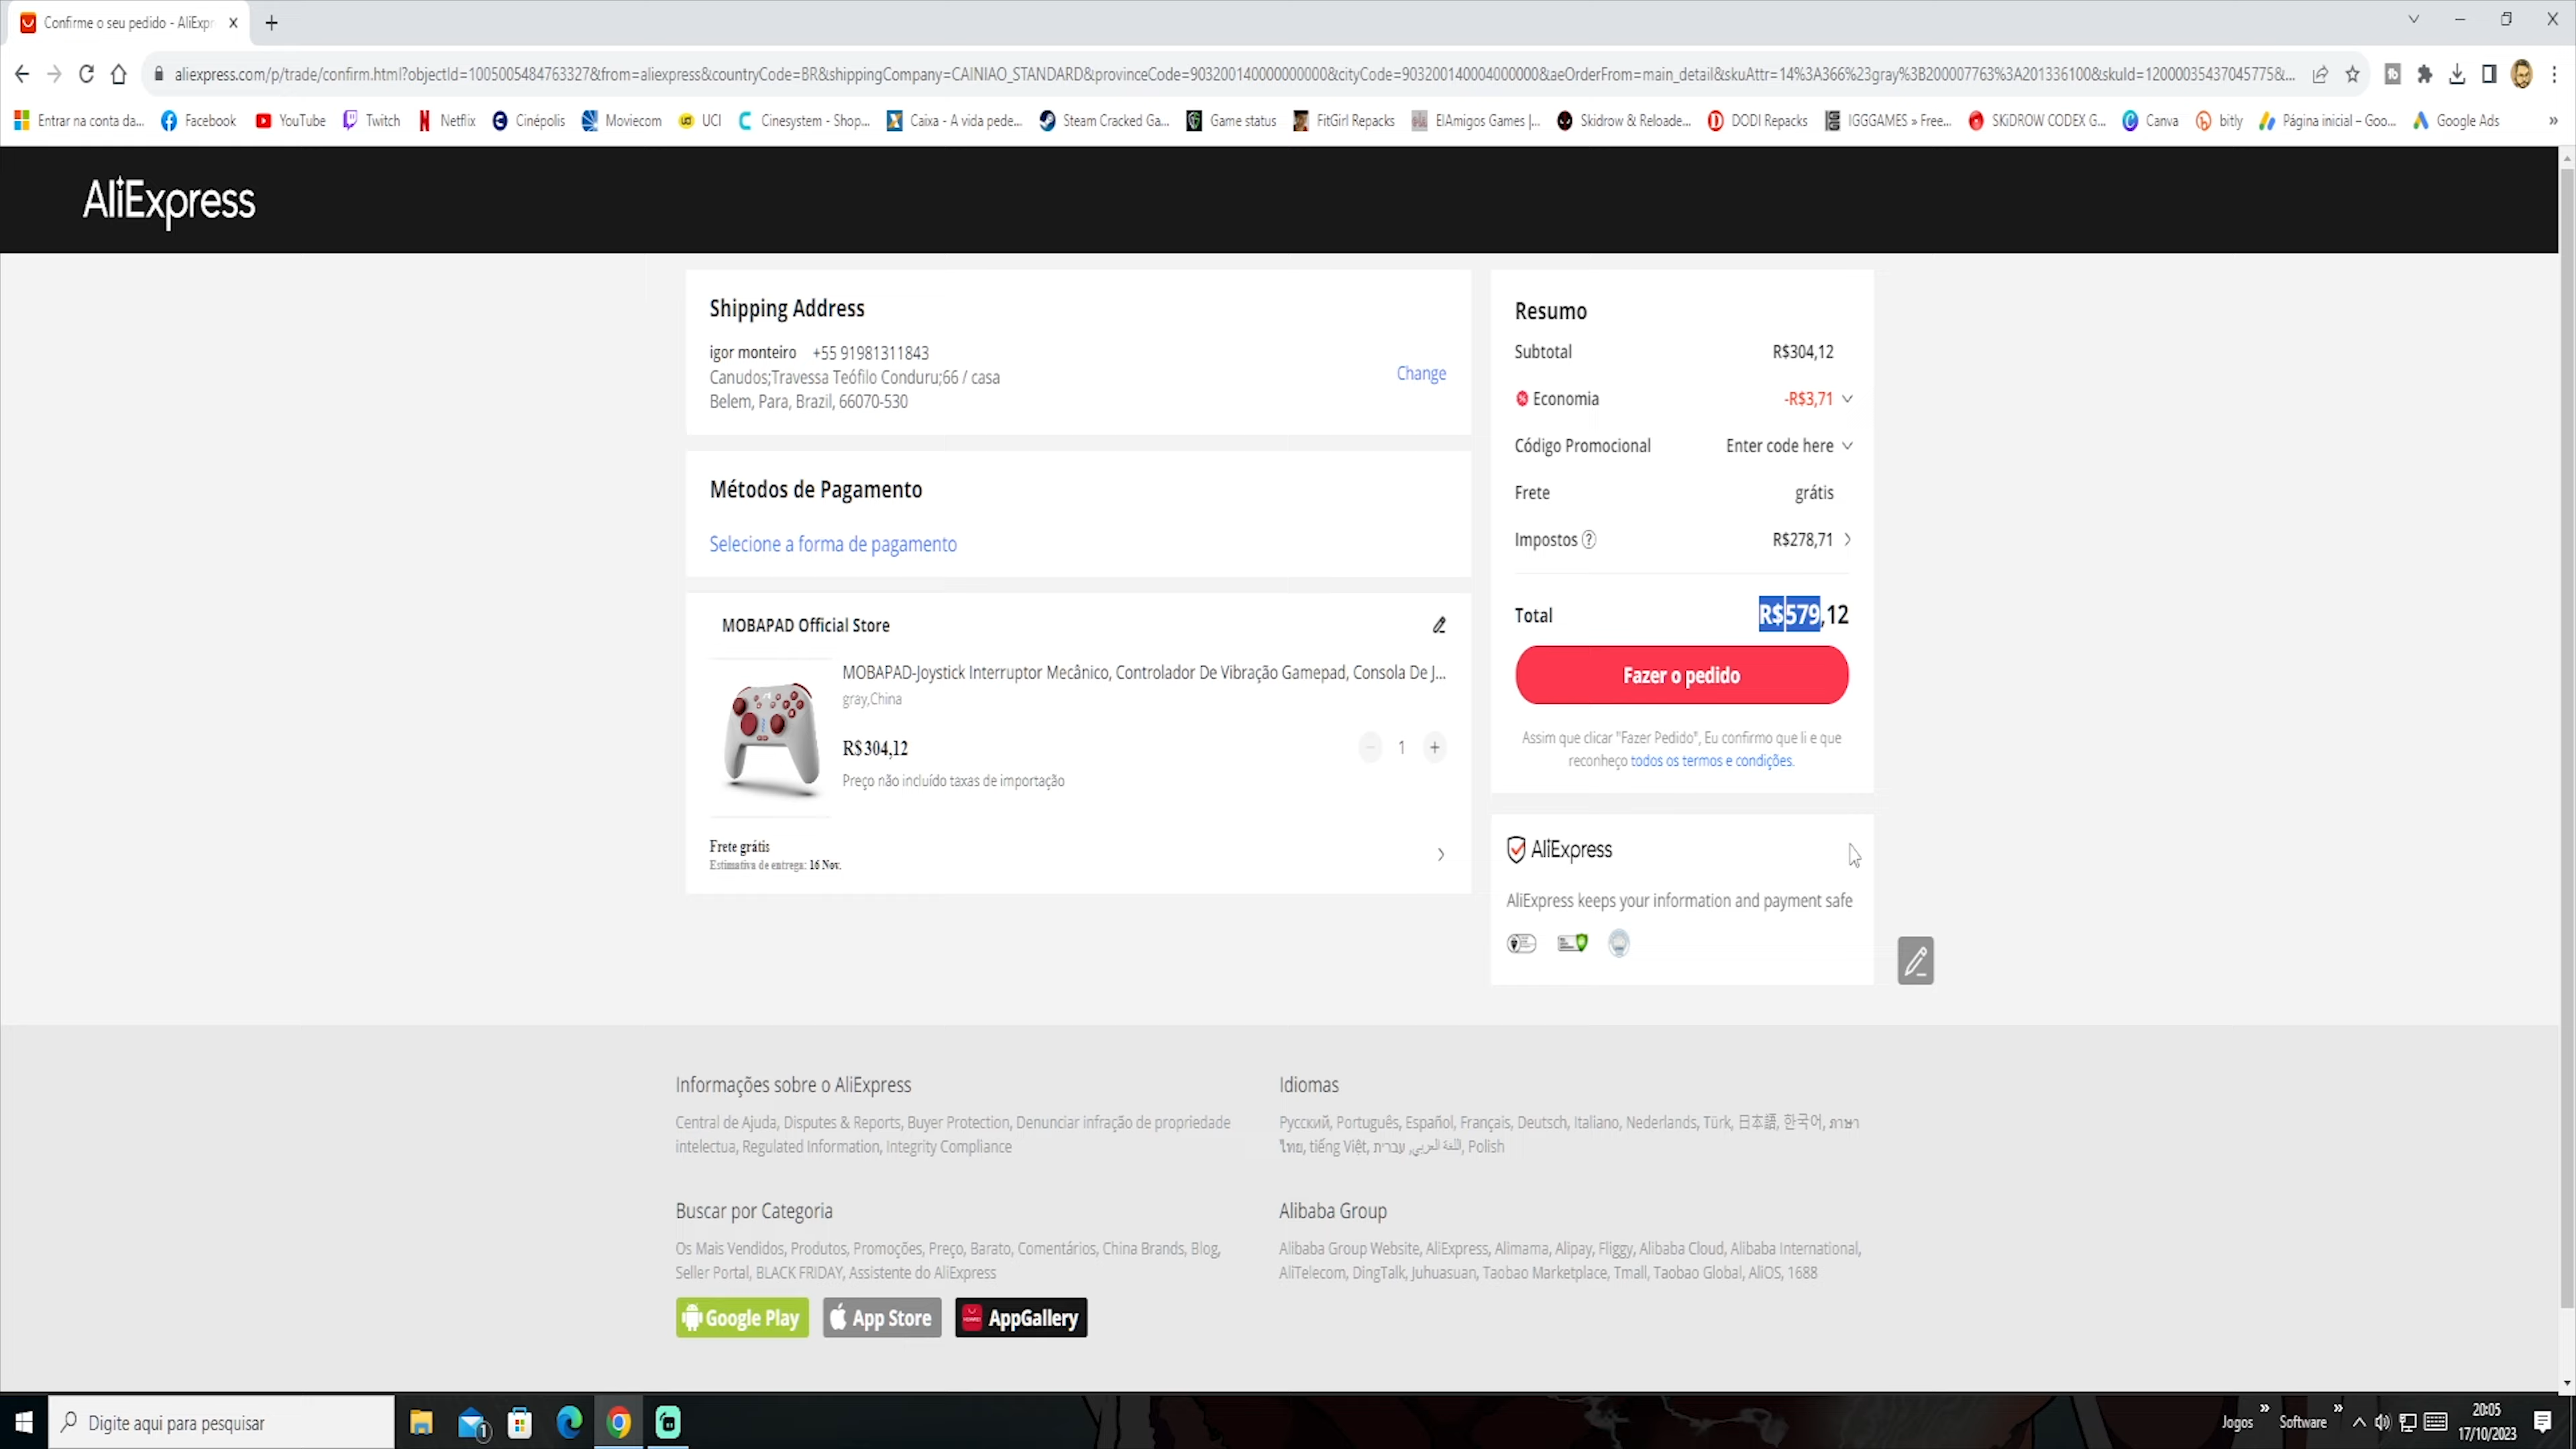 Confirme o seu pedido - AliExpr
aliexpress.com/p/trade/confirm.html?objectId=1005005484763327&from=aliexpress&countryCode=BR&shippingCompany=CAINIAO_STANDARD&provinceCode=903200140000000000&cityCode=903200140004000000&aeOrderFrom=main_detail&skuAttr=14%3A366%23gray%3B200007763%3A201336100&skuId=12000035437045775&...
Entrar na conta da... Facebook YouTube Twitch Netflix Cinépolis Moviecom UCI Cinesystem - Shop... Caixa - A vida pede... Steam Cracked Ga... Game status FitGirl Repacks ElAmigos Games |... Skidrow & Reloade... DODI Repacks IGGGAMES » Free... SKiDROW CODEX G... Canva bitly Página inicial – Goo... Google Ads »
AliExpress
Shipping Address
igor monteiro +55 91981311843
Canudos;Travessa Teófilo Conduru;66 / casa
Belem, Para, Brazil, 66070-530
Change
Métodos de Pagamento
Selecione a forma de pagamento
MOBAPAD Official Store
MOBAPAD-Joystick Interruptor Mecânico, Controlador De Vibração Gamepad, Consola De J...
gray,China
R$304,12
1 +
Preço não incluído taxas de importação
Frete grátis
Estimativa de entrega: 16 Nov.
Resumo
Subtotal R$304,12
Economia -R$3,71
Código Promocional Enter code here
Frete grátis
Impostos ? R$278,71
Total R$579,12
Fazer o pedido
Assim que clicar "Fazer Pedido", Eu confirmo que li e que
reconheço todos os termos e condições.
AliExpress
AliExpress keeps your information and payment safe
Informações sobre o AliExpress
Central de Ajuda, Disputes & Reports, Buyer Protection, Denunciar infração de propriedade
intelectua, Regulated Information, Integrity Compliance
Idiomas
Русский, Português, Español, Français, Deutsch, Italiano, Nederlands, Türk, 日本語, 한국어, ภาษา
ไทย, tiếng Việt, اللغة العربي, עברית, Polish
Buscar por Categoria
Os Mais Vendidos, Produtos, Promoções, Preço, Barato, Comentários, China Brands, Blog,
Seller Portal, BLACK FRIDAY, Assistente do AliExpress
Alibaba Group
Alibaba Group Website, AliExpress, Alimama, Alipay, Fliggy, Alibaba Cloud, Alibaba International,
AliTelecom, DingTalk, Juhuasuan, Taobao Marketplace, Tmall, Taobao Global, AliOS, 1688
Google Play App Store AppGallery
Digite aqui para pesquisar
1
Jogos » Software »
20:05
17/10/2023